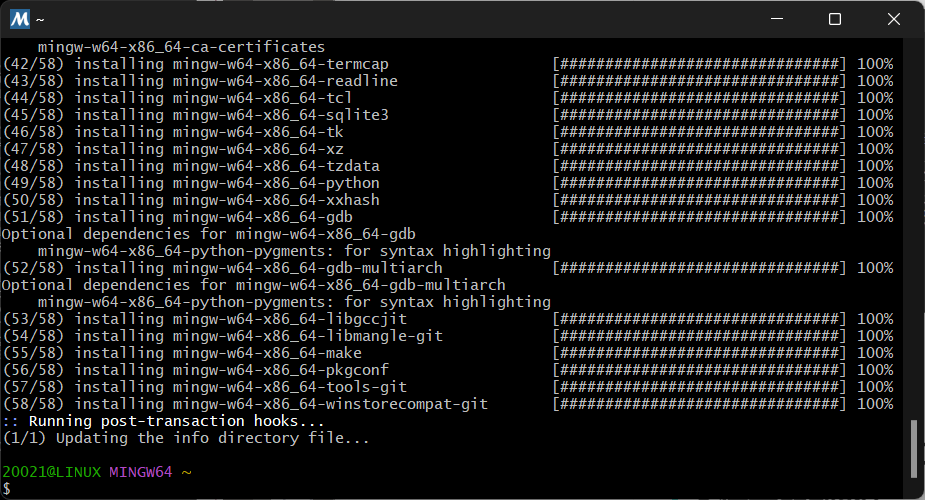 M ~
    mingw-w64-x86_64-ca-certificates
(42/58) installing mingw-w64-x86_64-termcap                  [###############################] 100%
(43/58) installing mingw-w64-x86_64-readline                 [###############################] 100%
(44/58) installing mingw-w64-x86_64-tcl                      [###############################] 100%
(45/58) installing mingw-w64-x86_64-sqlite3                  [###############################] 100%
(46/58) installing mingw-w64-x86_64-tk                       [###############################] 100%
(47/58) installing mingw-w64-x86_64-xz                       [###############################] 100%
(48/58) installing mingw-w64-x86_64-tzdata                   [###############################] 100%
(49/58) installing mingw-w64-x86_64-python                   [###############################] 100%
(50/58) installing mingw-w64-x86_64-xxhash                   [###############################] 100%
(51/58) installing mingw-w64-x86_64-gdb                      [###############################] 100%
Optional dependencies for mingw-w64-x86_64-gdb
    mingw-w64-x86_64-python-pygments: for syntax highlighting
(52/58) installing mingw-w64-x86_64-gdb-multiarch            [###############################] 100%
Optional dependencies for mingw-w64-x86_64-gdb-multiarch
    mingw-w64-x86_64-python-pygments: for syntax highlighting
(53/58) installing mingw-w64-x86_64-libgccjit                [###############################] 100%
(54/58) installing mingw-w64-x86_64-libmangle-git            [###############################] 100%
(55/58) installing mingw-w64-x86_64-make                     [###############################] 100%
(56/58) installing mingw-w64-x86_64-pkgconf                  [###############################] 100%
(57/58) installing mingw-w64-x86_64-tools-git                [###############################] 100%
(58/58) installing mingw-w64-x86_64-winstorecompat-git       [###############################] 100%
:: Running post-transaction hooks...
(1/1) Updating the info directory file...

20021@LINUX MINGW64 ~
$